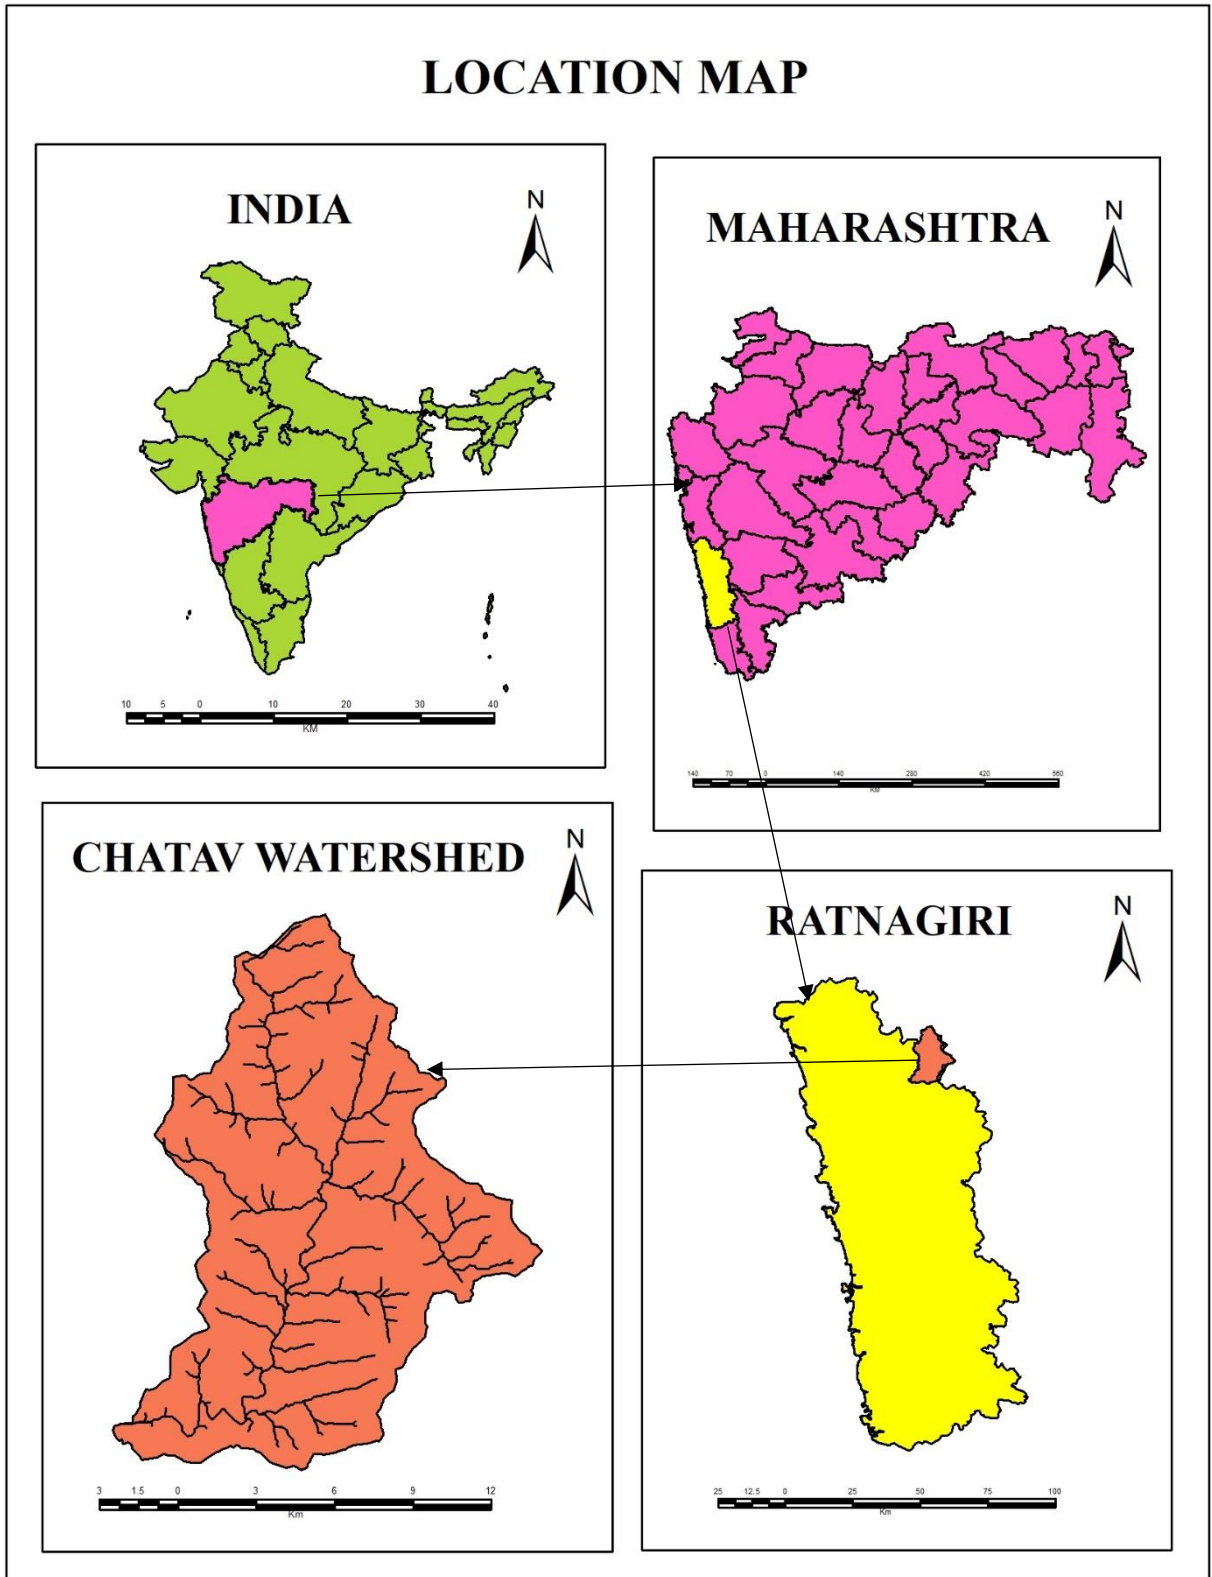 LOCATION MAP
INDIA
N
10 5 0 10 20 30 40
KM
MAHARASHTRA
N
140 70 0 140 280 420 560
KM
CHATAV WATERSHED
N
3 1.5 0 3 6 9 12
Km
RATNAGIRI
N
25 12.5 0 25 50 75 100
Km